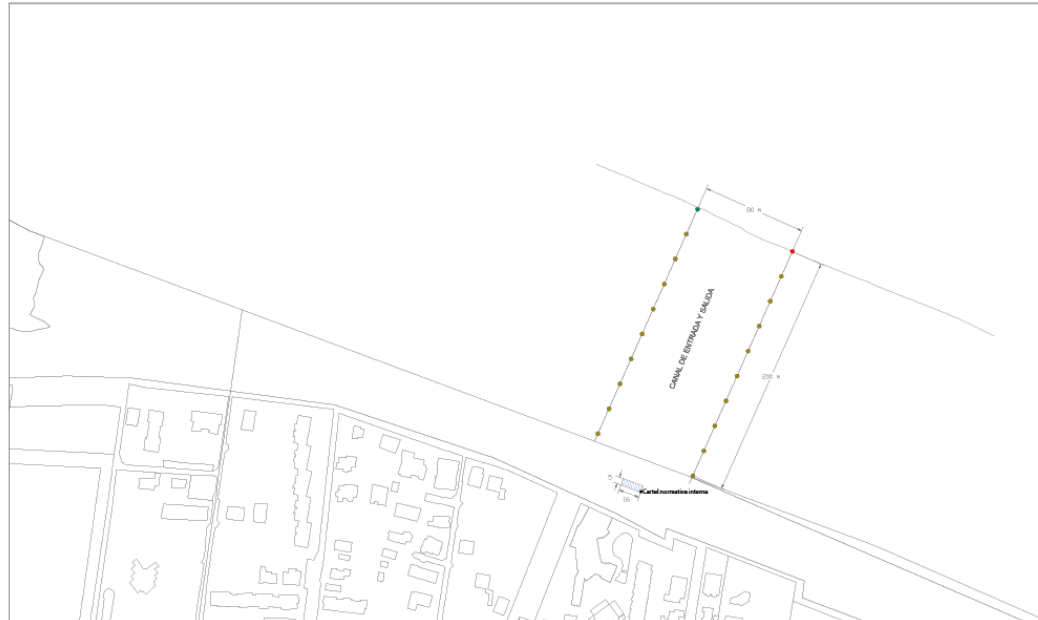 80 m
CANAL DE ENTRADA Y SALIDA
200 m
5
16
Cartel normativa interna